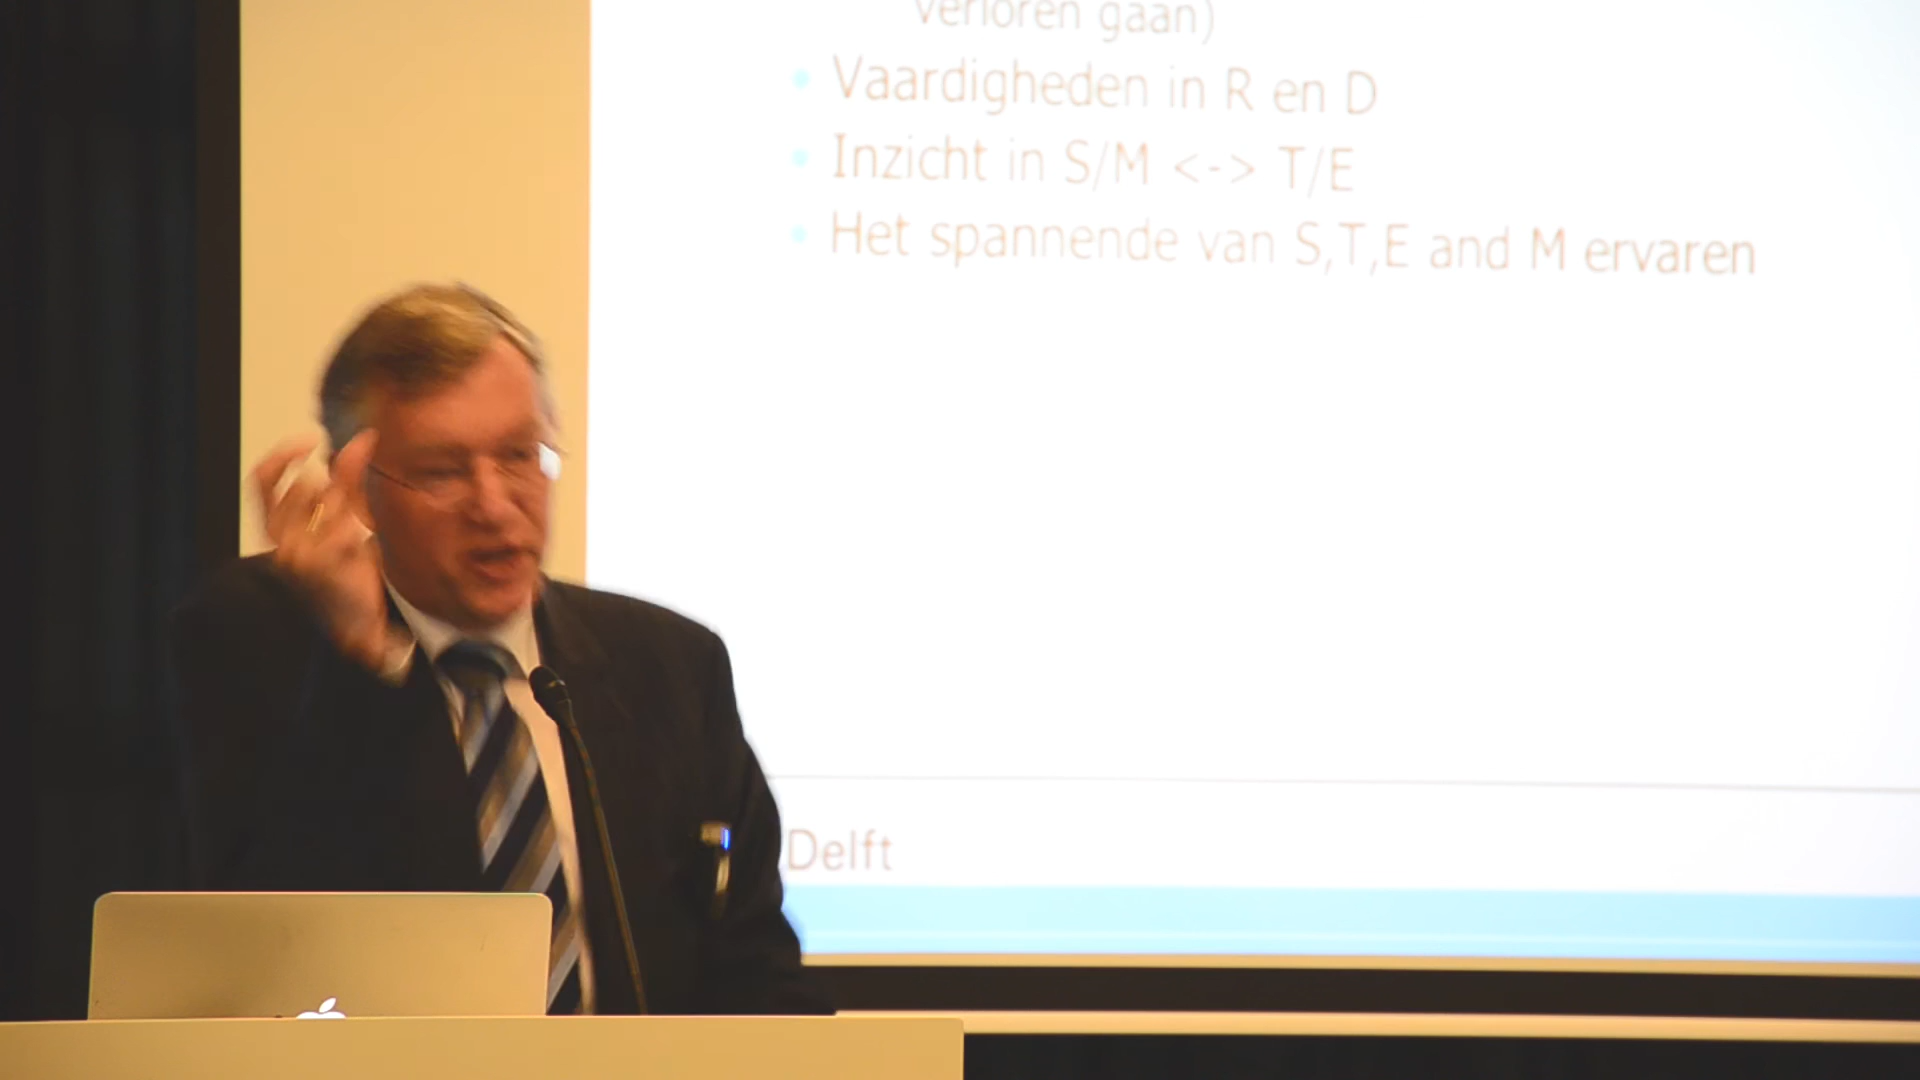 verloren gaan)
Vaardigheden in R en D
Inzicht in S/M <-> T/E
Het spannende van S,T,E and M ervaren
Delft